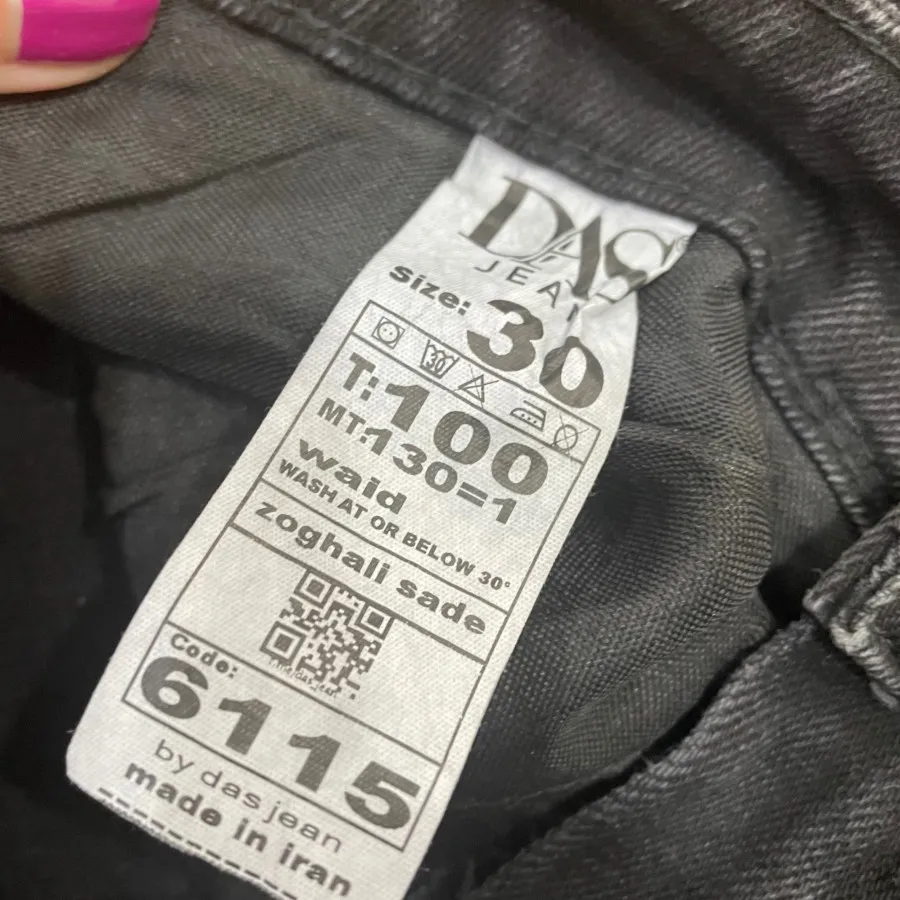 DAS
JEAN
Size: 30
30
T:100
MT:130=1
waid
WASH AT OR BELOW 30°
zoghali sade
Code:
6115
by das jean
made in iran